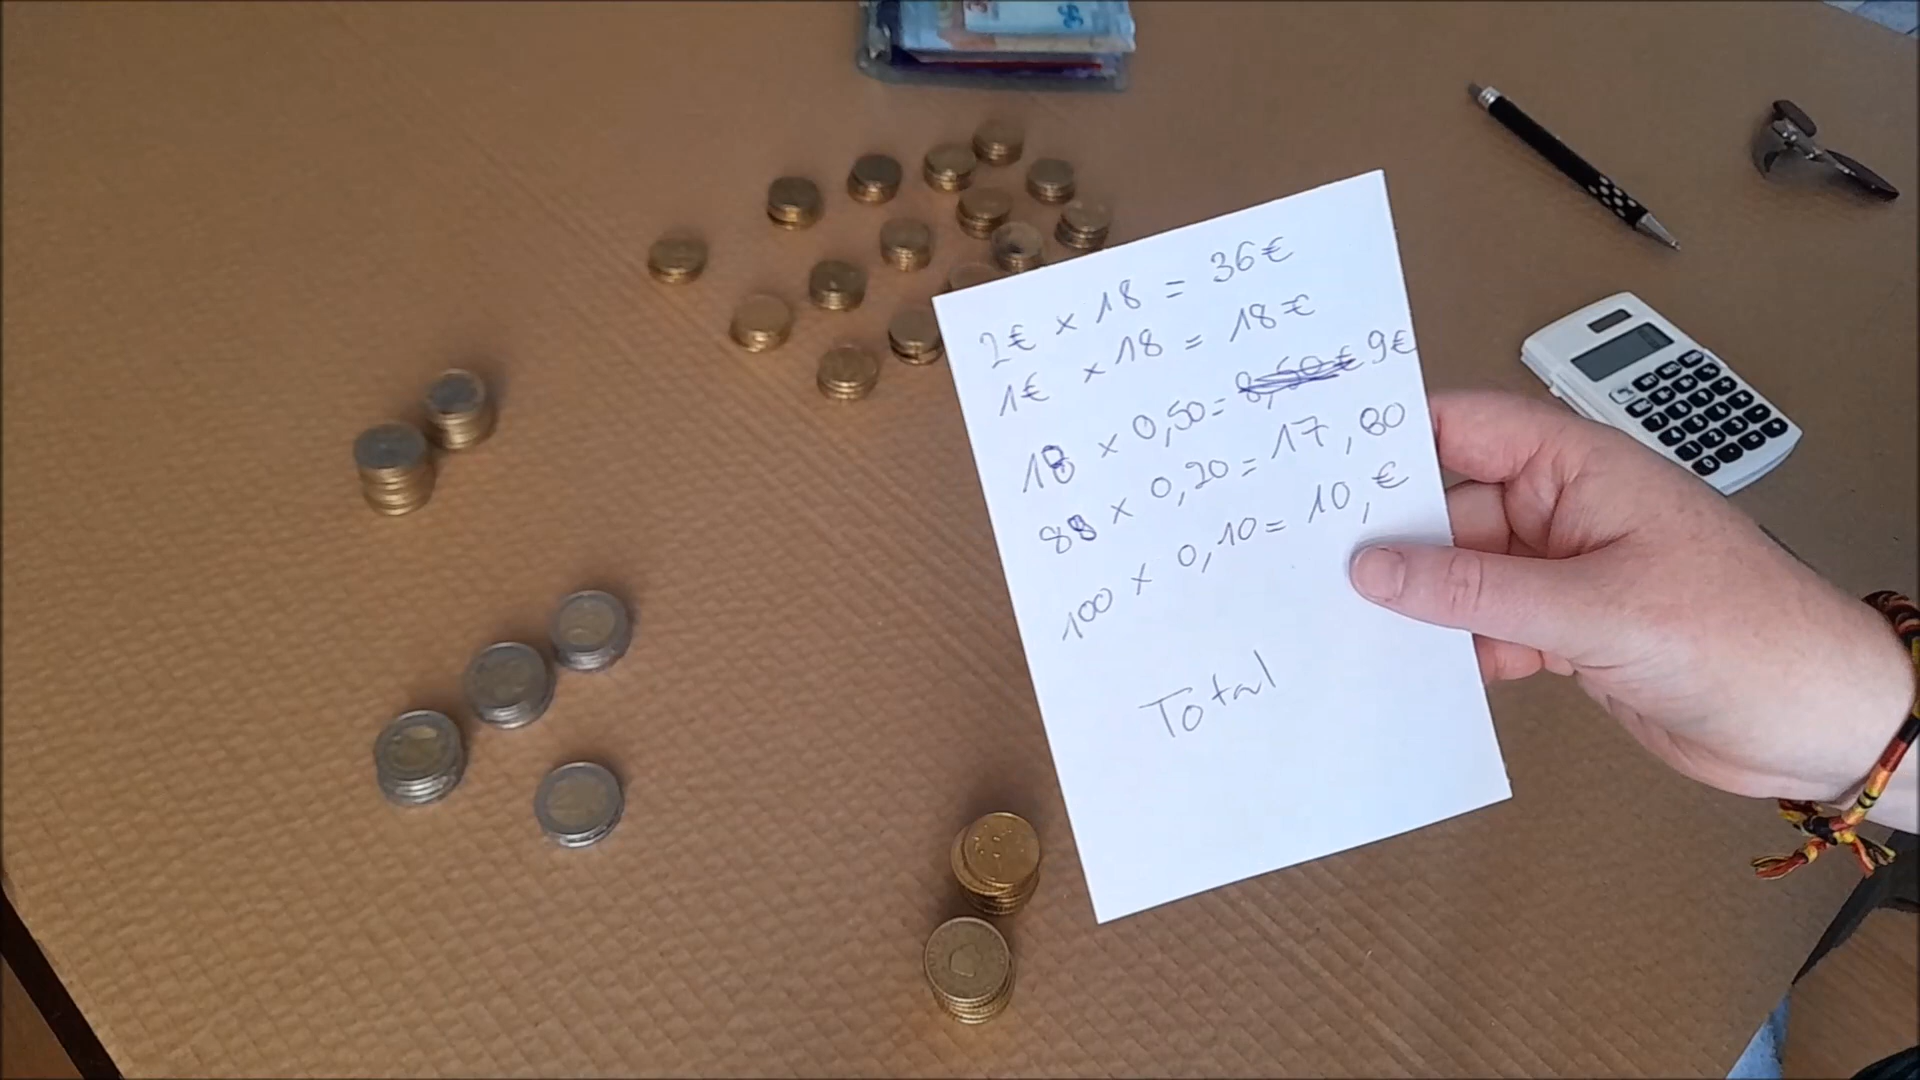 2€ x 18 = 36€
1€ x 18 = 18€
18 x 0,50 = 9€
88 x 0,20 = 17,80
100 x 0,10 = 10,€
Total